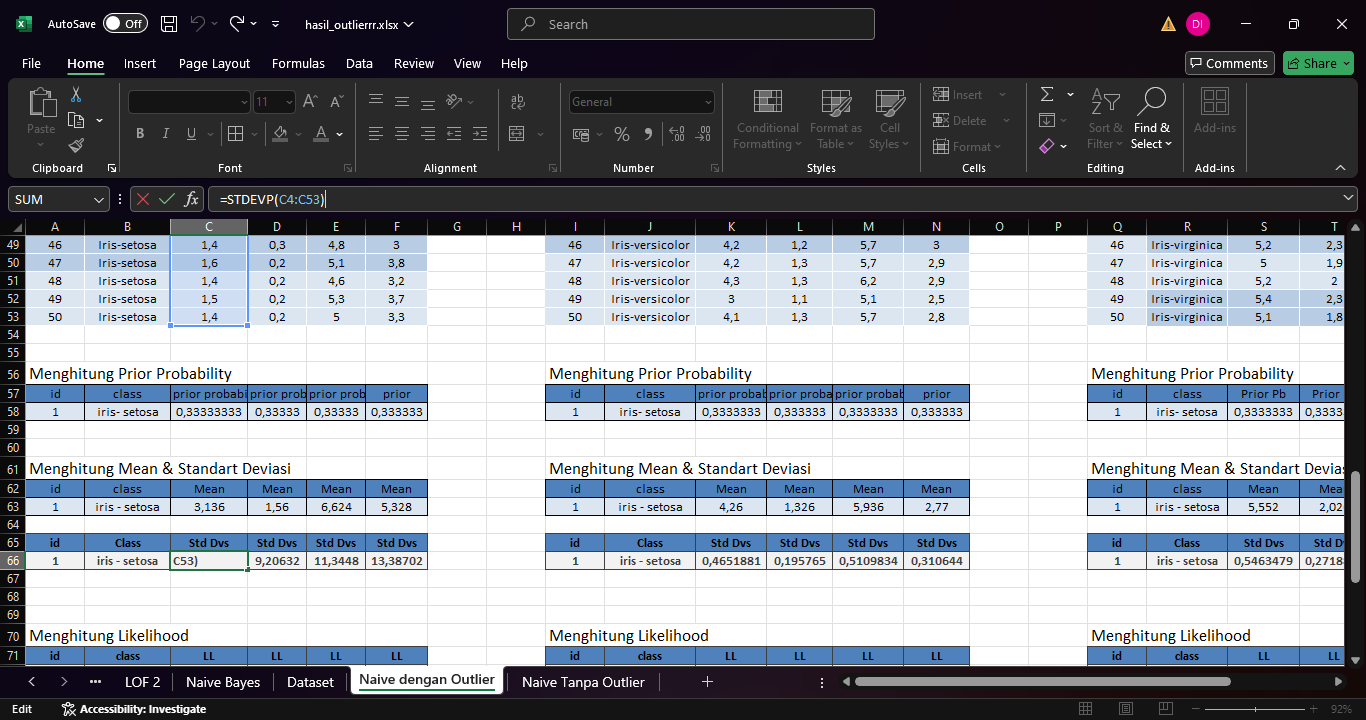 AutoSave Off hasil_outlierrr.xlsx Search DI
File Home Insert Page Layout Formulas Data Review View Help Comments Share
Paste 11 General Conditional Formatting Format as Table Cell Styles Insert Delete Format Sort & Filter Find & Select Add-ins
Clipboard Font Alignment Number Styles Cells Editing Add-ins
SUM fx =STDEVP(C4:C53)
A B C D E F G H I J K L M N O P Q R S T
49 46 Iris-setosa 1,4 0,3 4,8 3 46 Iris-versicolor 4,2 1,2 5,7 3 46 Iris-virginica 5,2 2,3
50 47 Iris-setosa 1,6 0,2 5,1 3,8 47 Iris-versicolor 4,2 1,3 5,7 2,9 47 Iris-virginica 5 1,9
51 48 Iris-setosa 1,4 0,2 4,6 3,2 48 Iris-versicolor 4,3 1,3 6,2 2,9 48 Iris-virginica 5,2 2
52 49 Iris-setosa 1,5 0,2 5,3 3,7 49 Iris-versicolor 3 1,1 5,1 2,5 49 Iris-virginica 5,4 2,3
53 50 Iris-setosa 1,4 0,2 5 3,3 50 Iris-versicolor 4,1 1,3 5,7 2,8 50 Iris-virginica 5,1 1,8
54
55
56 Menghitung Prior Probability Menghitung Prior Probability Menghitung Prior Probability
57 id class prior probabi prior prob prior prob prior id class prior probab prior proba prior probab prior id class Prior Pb Prior
58 1 iris- setosa 0,33333333 0,33333 0,33333 0,333333 1 iris- setosa 0,3333333 0,333333 0,3333333 0,333333 1 iris- setosa 0,3333333 0,3333
59
60
61 Menghitung Mean & Standart Deviasi Menghitung Mean & Standart Deviasi Menghitung Mean & Standart Devias
62 id class Mean Mean Mean Mean id class Mean Mean Mean Mean id class Mean Mea
63 1 iris - setosa 3,136 1,56 6,624 5,328 1 iris - setosa 4,26 1,326 5,936 2,77 1 iris - setosa 5,552 2,02
64
65 id Class Std Dvs Std Dvs Std Dvs Std Dvs id Class Std Dvs Std Dvs Std Dvs Std Dvs id Class Std Dvs Std D
66 1 iris - setosa C53) 9,20632 11,3448 13,38702 1 iris - setosa 0,4651881 0,195765 0,5109834 0,310644 1 iris - setosa 0,5463479 0,2718
67
68
69
70 Menghitung Likelihood Menghitung Likelihood Menghitung Likelihood
71 id class LL LL LL LL id class LL LL LL LL id class LL LL
LOF 2 Naive Bayes Dataset Naive dengan Outlier Naive Tanpa Outlier
Edit Accessibility: Investigate 92%